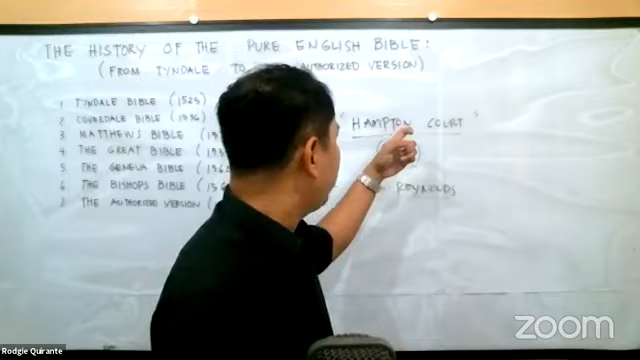 THE HISTORY OF THE PURE ENGLISH BIBLE:
(FROM TYNDALE TO AUTHORIZED VERSION)
1 TYNDALE BIBLE (1525)
2 COVERDALE BIBLE (1536)
3 MATTHEWS BIBLE (
4 THE GREAT BIBLE (
5 THE GENEVA BIBLE (
6 THE BISHOPS BIBLE (
7 THE AUTHORIZED VERSION (
"HAMPTON COURT"
REYNOLDS
zoom
Rodgie Quirante